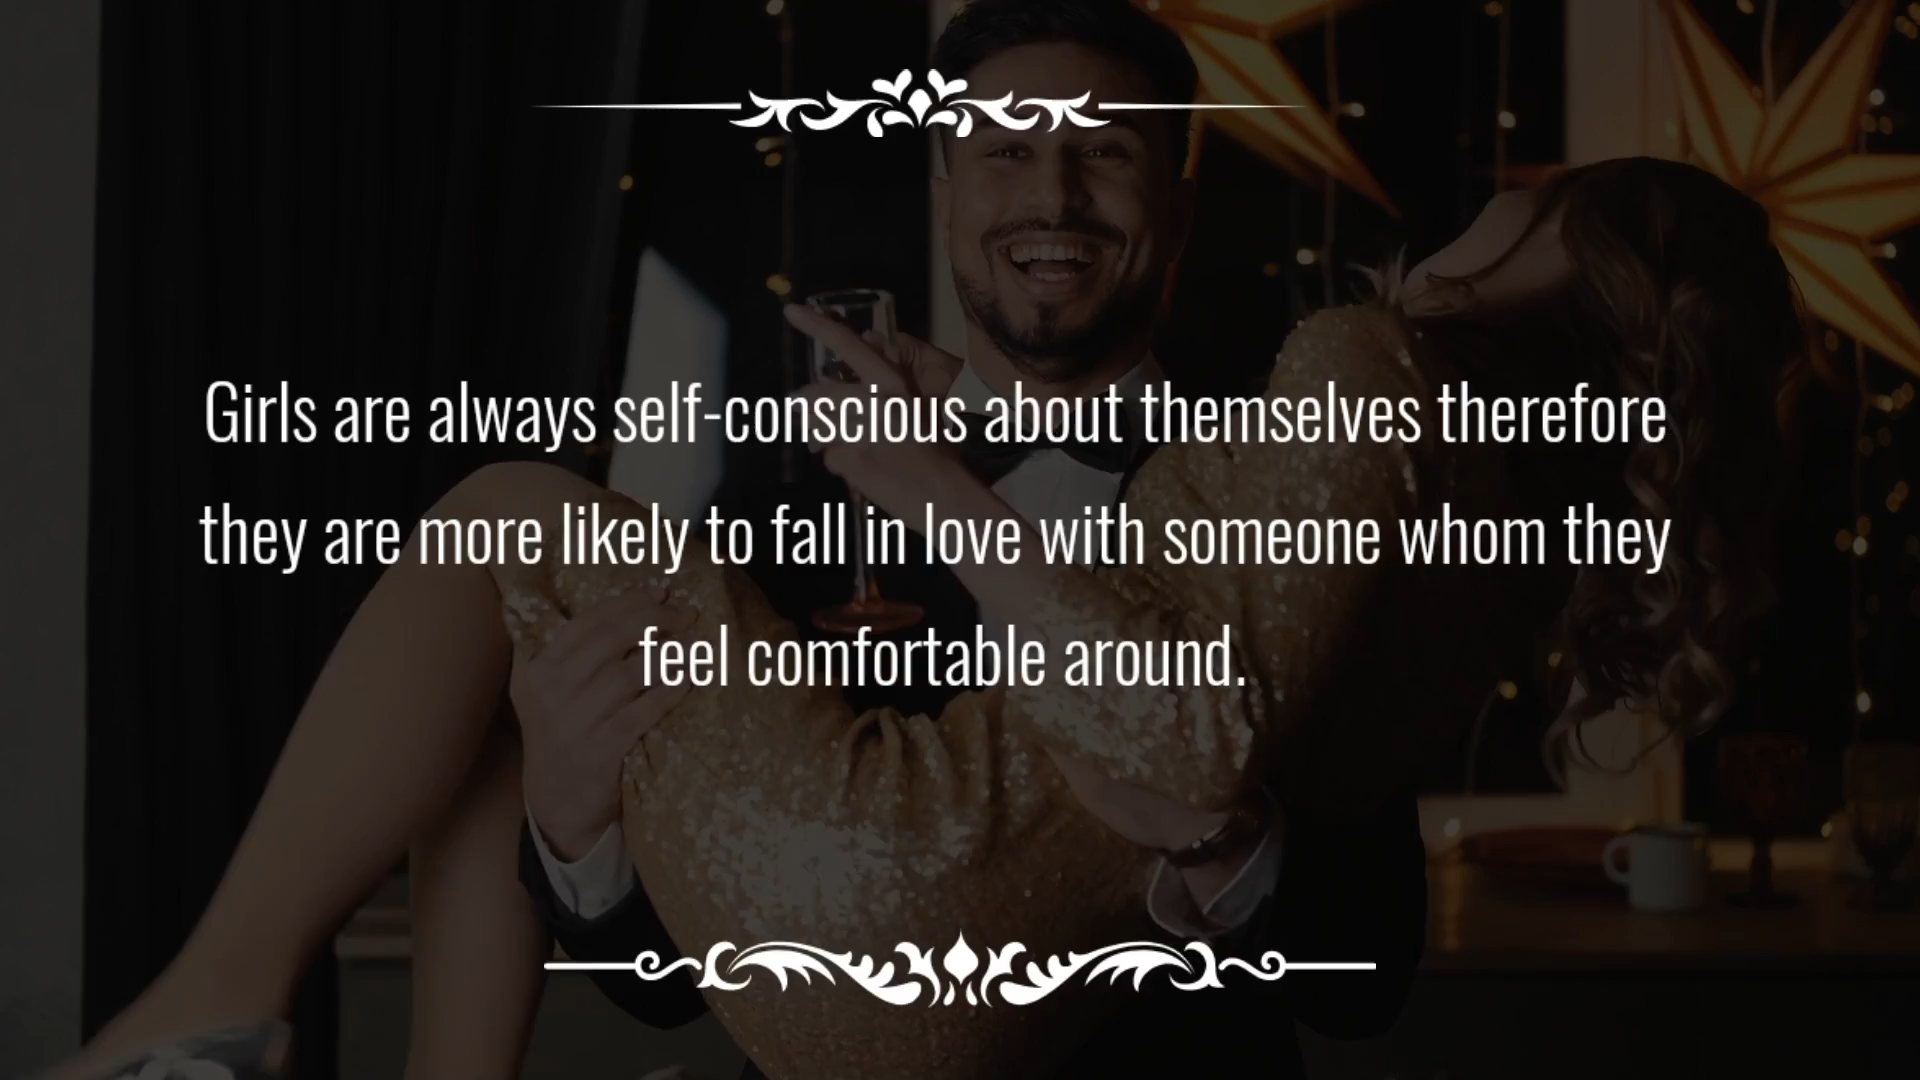 Girls are always self-conscious about themselves therefore
they are more likely to fall in love with someone whom they
feel comfortable around.